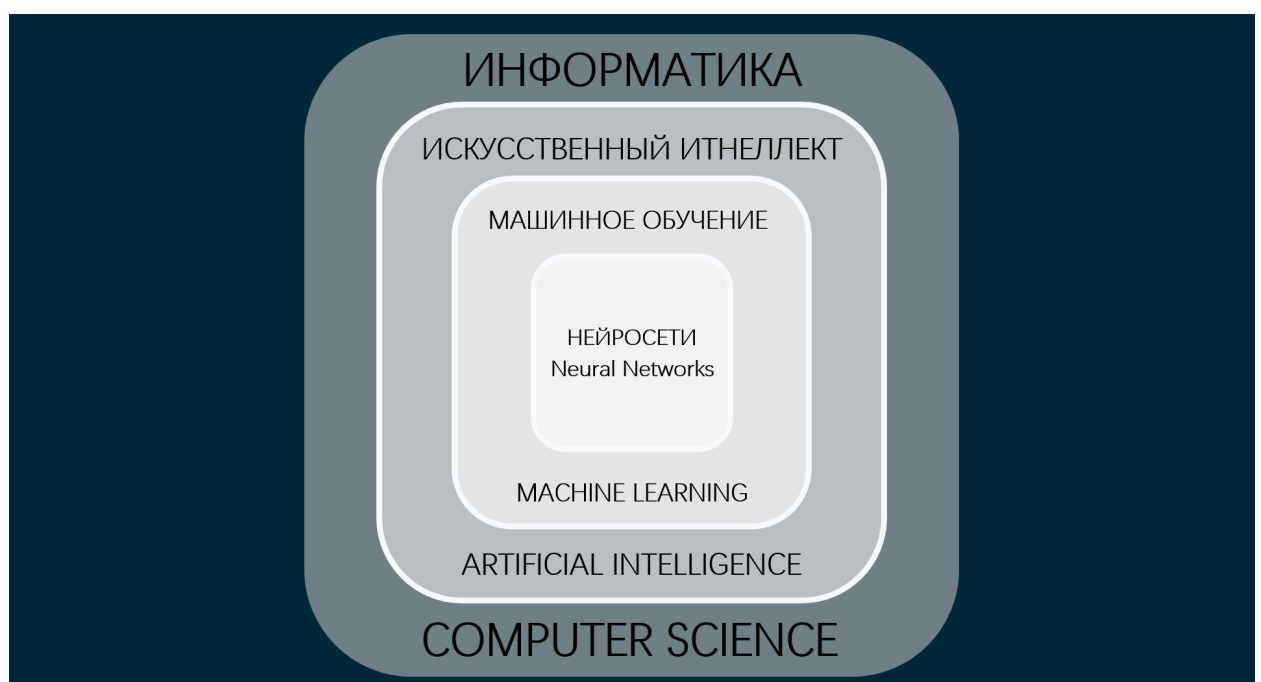 ИНФОРМАТИКА
ИСКУССТВЕННЫЙ ИТНЕЛЛЕКТ
МАШИННОЕ ОБУЧЕНИЕ
НЕЙРОСЕТИ
Neural Networks
MACHINE LEARNING
ARTIFICIAL INTELLIGENCE
COMPUTER SCIENCE